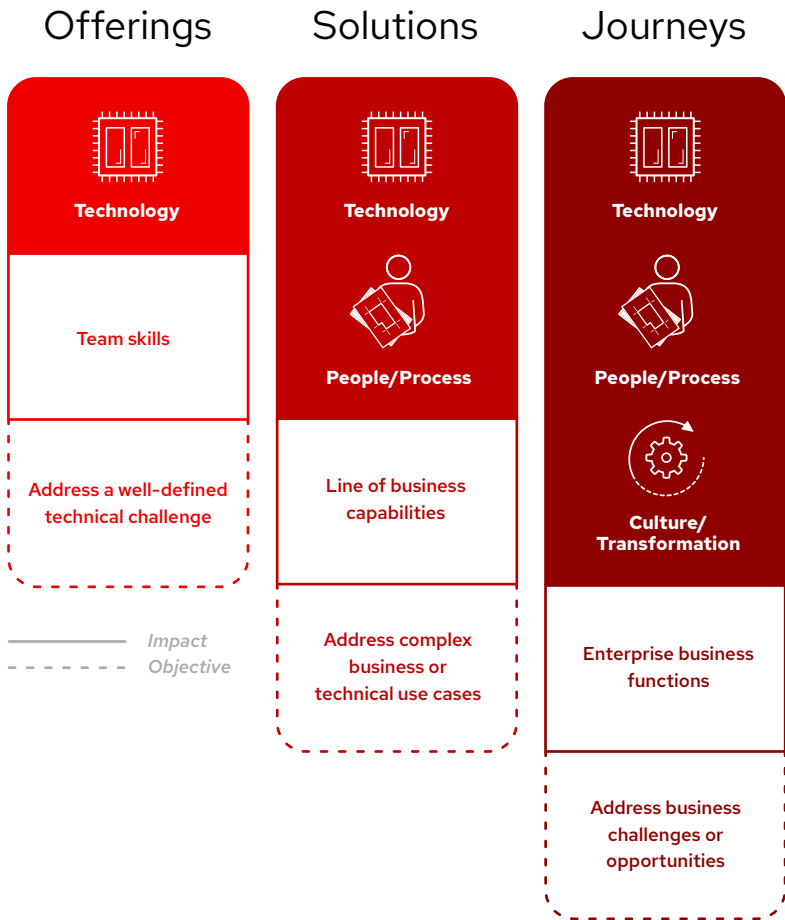 Offerings
Technology
Team skills
Address a well-defined
technical challenge
Impact
Objective
Solutions
Technology
People/Process
Line of business
capabilities
Address complex
business or
technical use cases
Journeys
Technology
People/Process
Culture/
Transformation
Enterprise business
functions
Address business
challenges or
opportunities